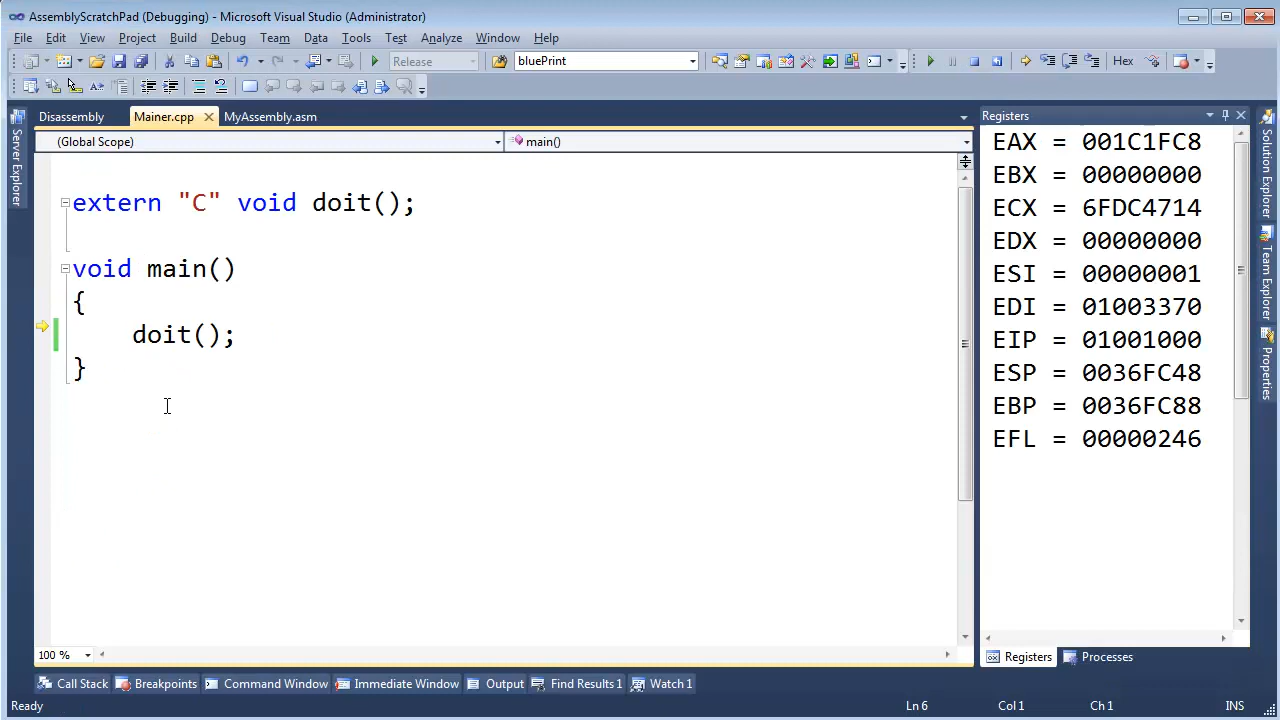 AssemblyScratchPad (Debugging) - Microsoft Visual Studio (Administrator)
File Edit View Project Build Debug Team Data Tools Test Analyze Window Help
Release bluePrint Hex
Disassembly Mainer.cpp MyAssembly.asm
(Global Scope) main()
extern "C" void doit();
void main()
{
doit();
}
100 %
Server Explorer
Registers
EAX = 001C1FC8
EBX = 00000000
ECX = 6FDC4714
EDX = 00000000
ESI = 00000001
EDI = 01003370
EIP = 01001000
ESP = 0036FC48
EBP = 0036FC88
EFL = 00000246
Registers Processes
Solution Explorer
Team Explorer
Properties
Call Stack Breakpoints Command Window Immediate Window Output Find Results 1 Watch 1
Ready Ln 6 Col 1 Ch 1 INS